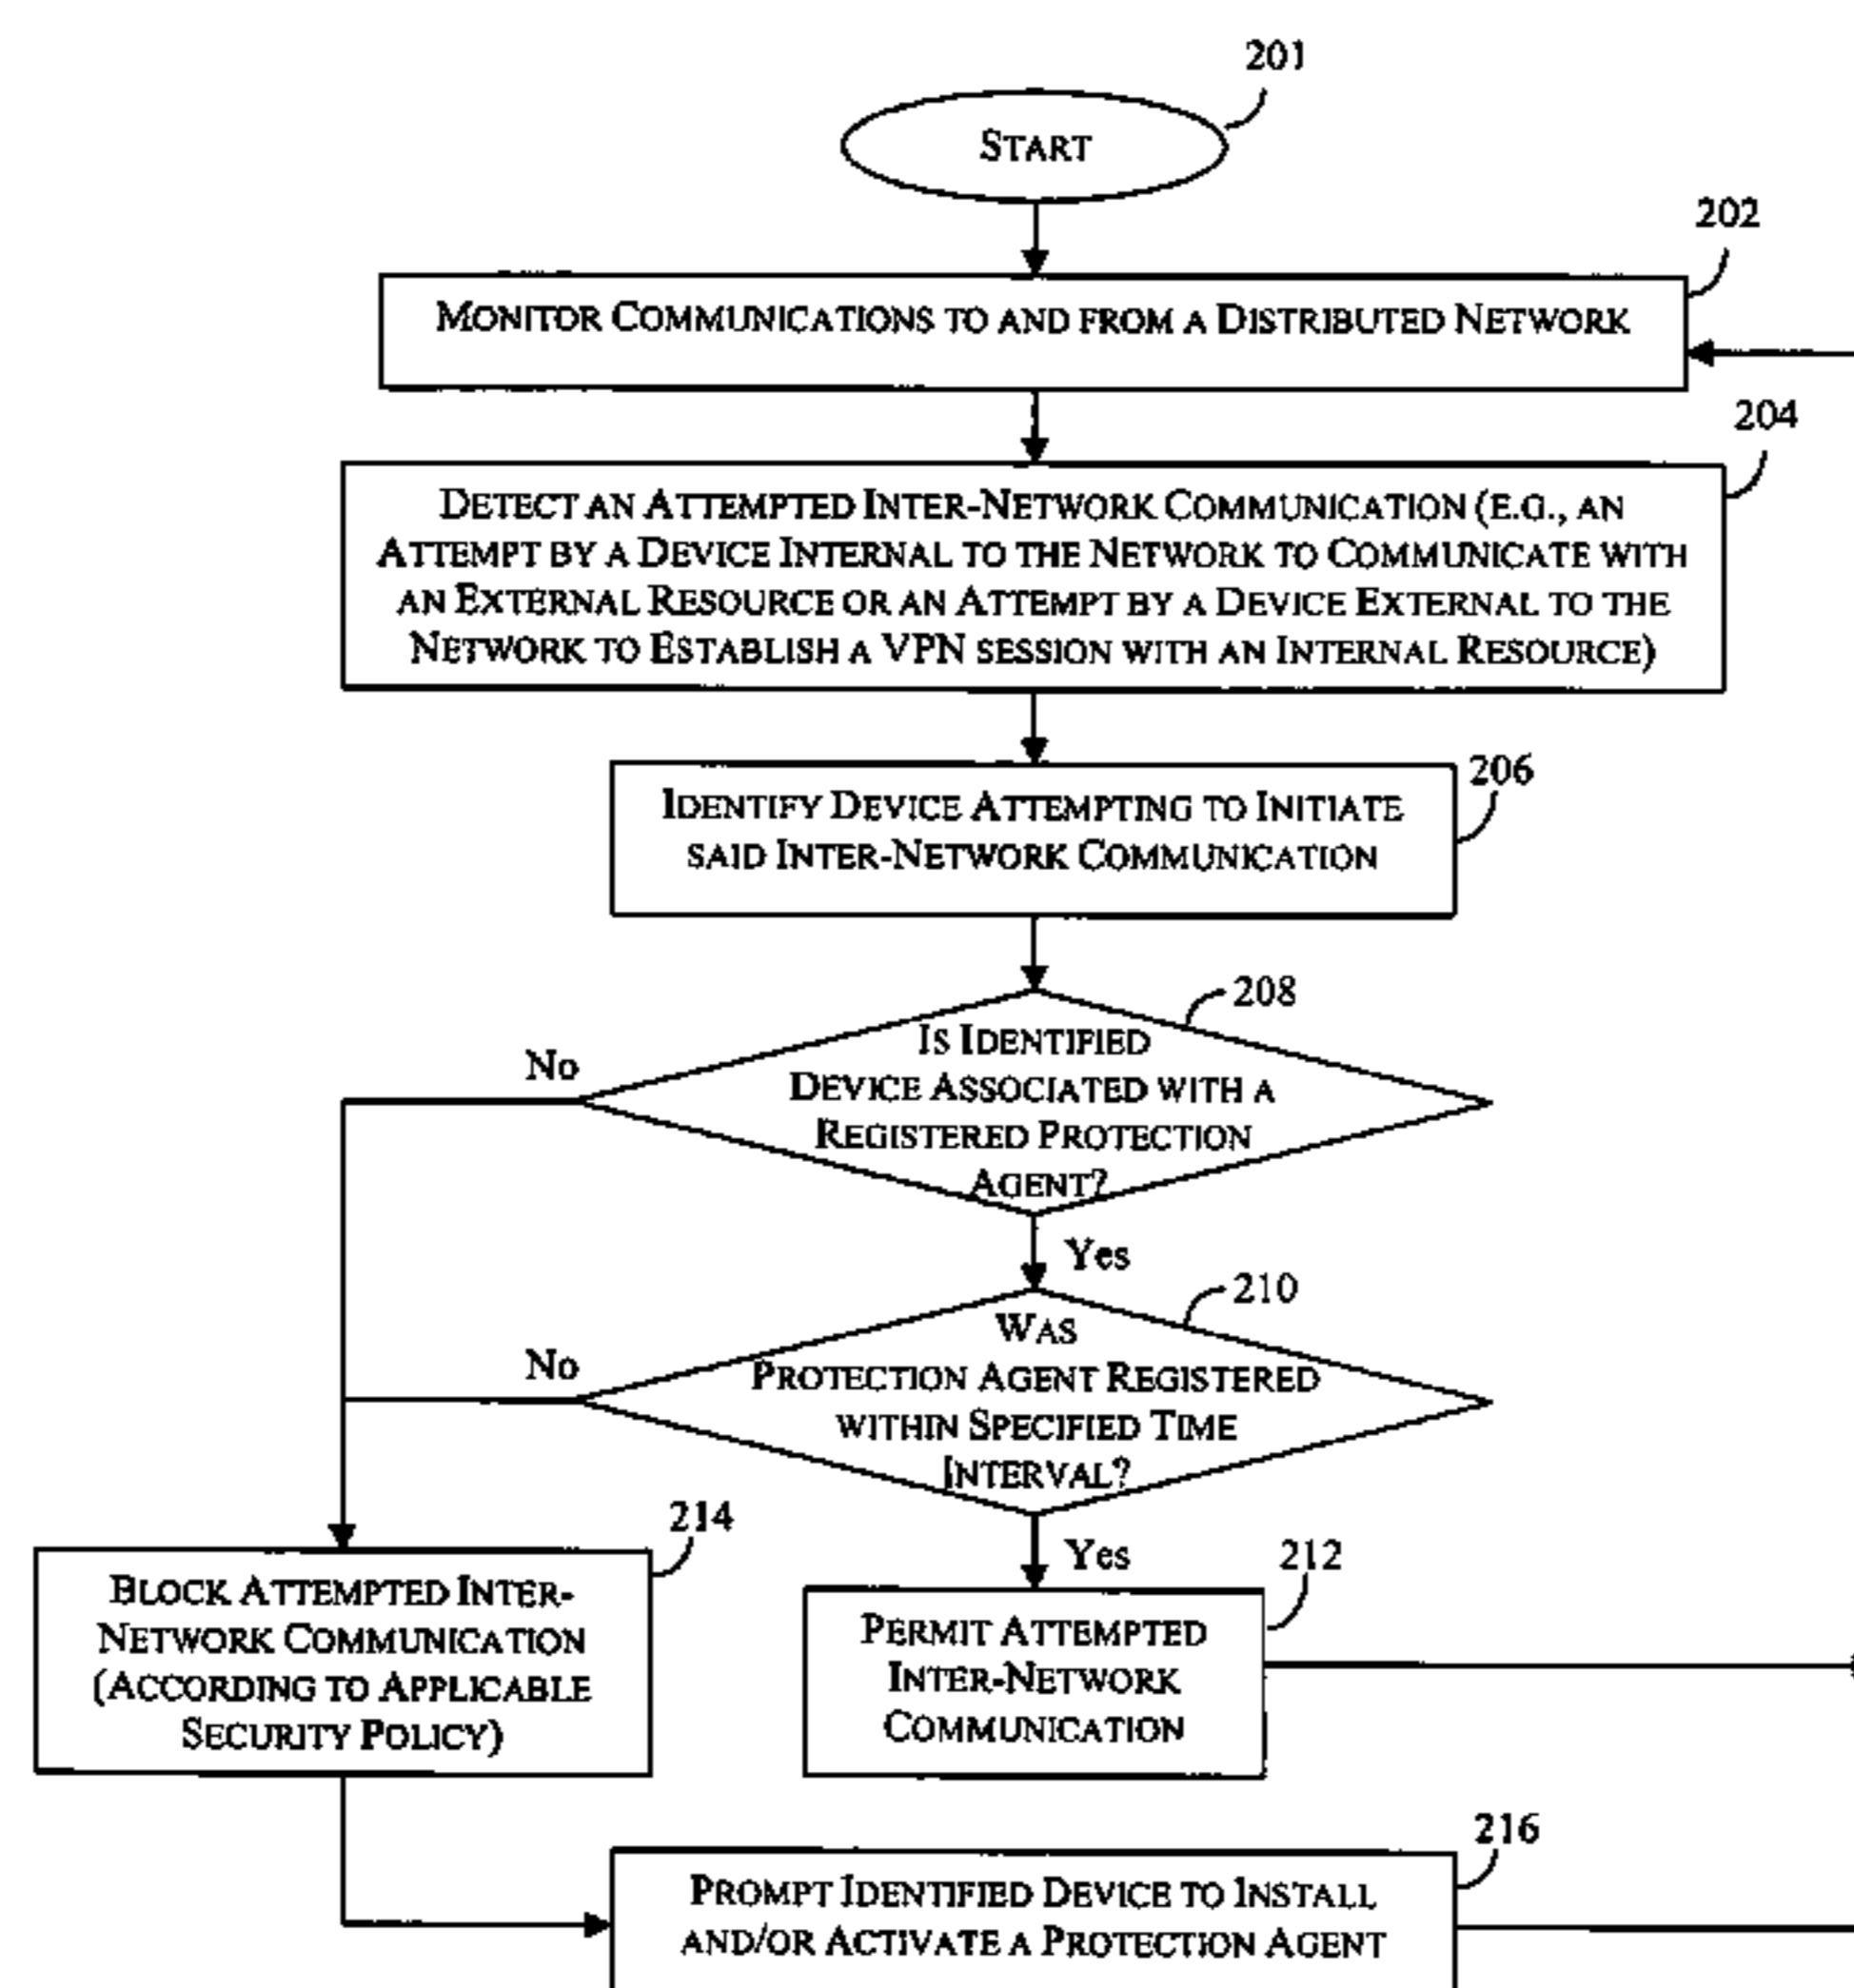 201
START
202
MONITOR COMMUNICATIONS TO AND FROM A DISTRIBUTED NETWORK
204
DETECT AN ATTEMPTED INTER-NETWORK COMMUNICATION (E.G., AN
ATTEMPT BY A DEVICE INTERNAL TO THE NETWORK TO COMMUNICATE WITH
AN EXTERNAL RESOURCE OR AN ATTEMPT BY A DEVICE EXTERNAL TO THE
NETWORK TO ESTABLISH A VPN SESSION WITH AN INTERNAL RESOURCE)
206
IDENTIFY DEVICE ATTEMPTING TO INITIATE
SAID INTER-NETWORK COMMUNICATION
208
IS IDENTIFIED
DEVICE ASSOCIATED WITH A
REGISTERED PROTECTION
AGENT?
No
Yes
210
WAS
PROTECTION AGENT REGISTERED
WITHIN SPECIFIED TIME
INTERVAL?
No
Yes
214
BLOCK ATTEMPTED INTER-
NETWORK COMMUNICATION
(ACCORDING TO APPLICABLE
SECURITY POLICY)
212
PERMIT ATTEMPTED
INTER-NETWORK
COMMUNICATION
216
PROMPT IDENTIFIED DEVICE TO INSTALL
AND/OR ACTIVATE A PROTECTION AGENT